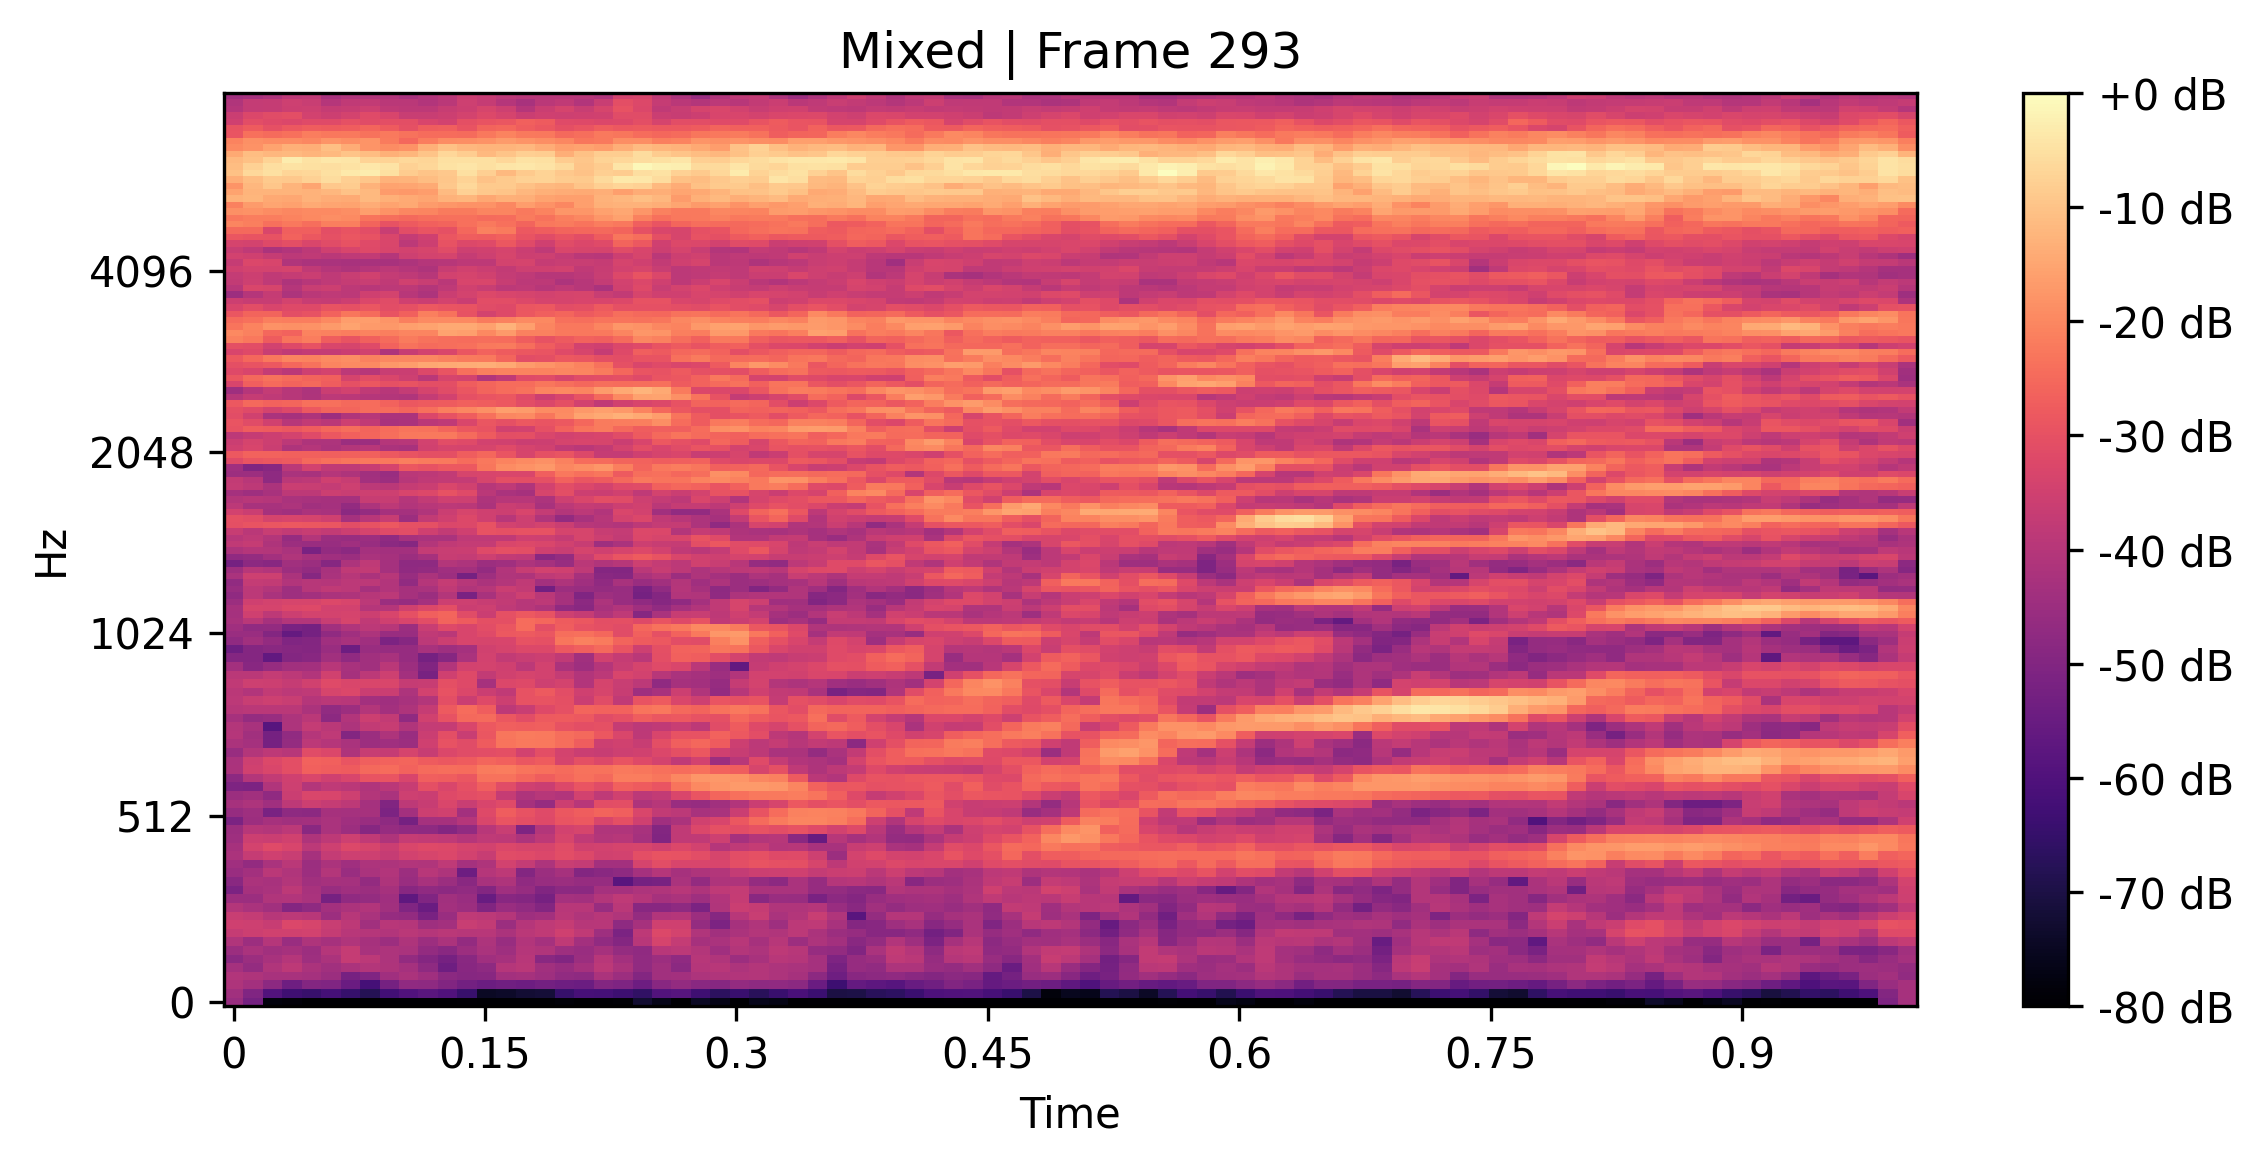 Mixed | Frame 293
Hz
4096
2048
1024
512
0
0 0.15 0.3 0.45 0.6 0.75 0.9
Time
+0 dB
-10 dB
-20 dB
-30 dB
-40 dB
-50 dB
-60 dB
-70 dB
-80 dB